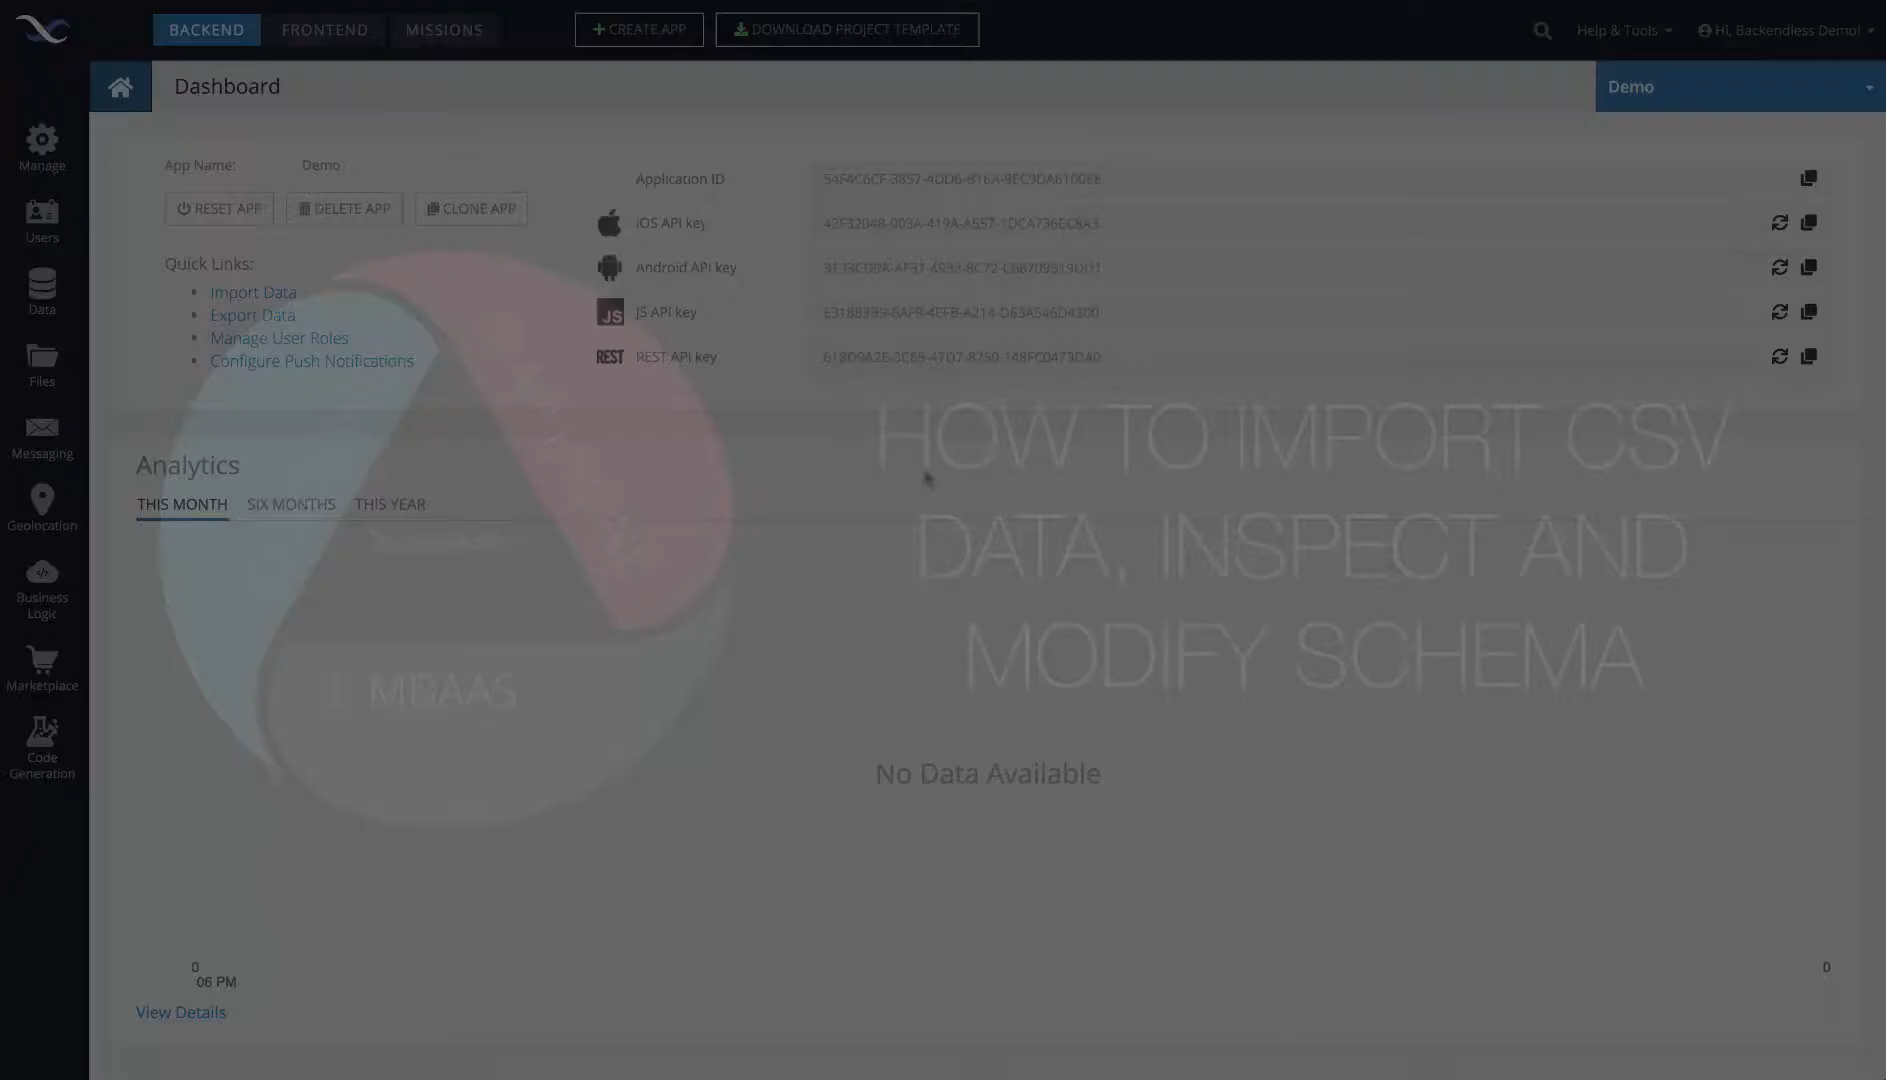 BACKEND
FRONTEND
MISSIONS
CREATE APP
DOWNLOAD PROJECT TEMPLATE
Help & Tools
Hi, Backendless Demo!
Dashboard
Demo
Manage
Users
Data
Files
Messaging
Geolocation
Business
Logic
Marketplace
Code
Generation
App Name:
Demo
RESET APP
DELETE APP
CLONE APP
Quick Links:
Import Data
Export Data
Manage User Roles
Configure Push Notifications
Application ID
iOS API key
Android API key
JS
JS API key
REST
REST API key
HOW TO IMPORT CSV
DATA, INSPECT AND
MODIFY SCHEMA
Analytics
THIS MONTH
SIX MONTHS
THIS YEAR
MBAAS
No Data Available
0
06 PM
0
View Details